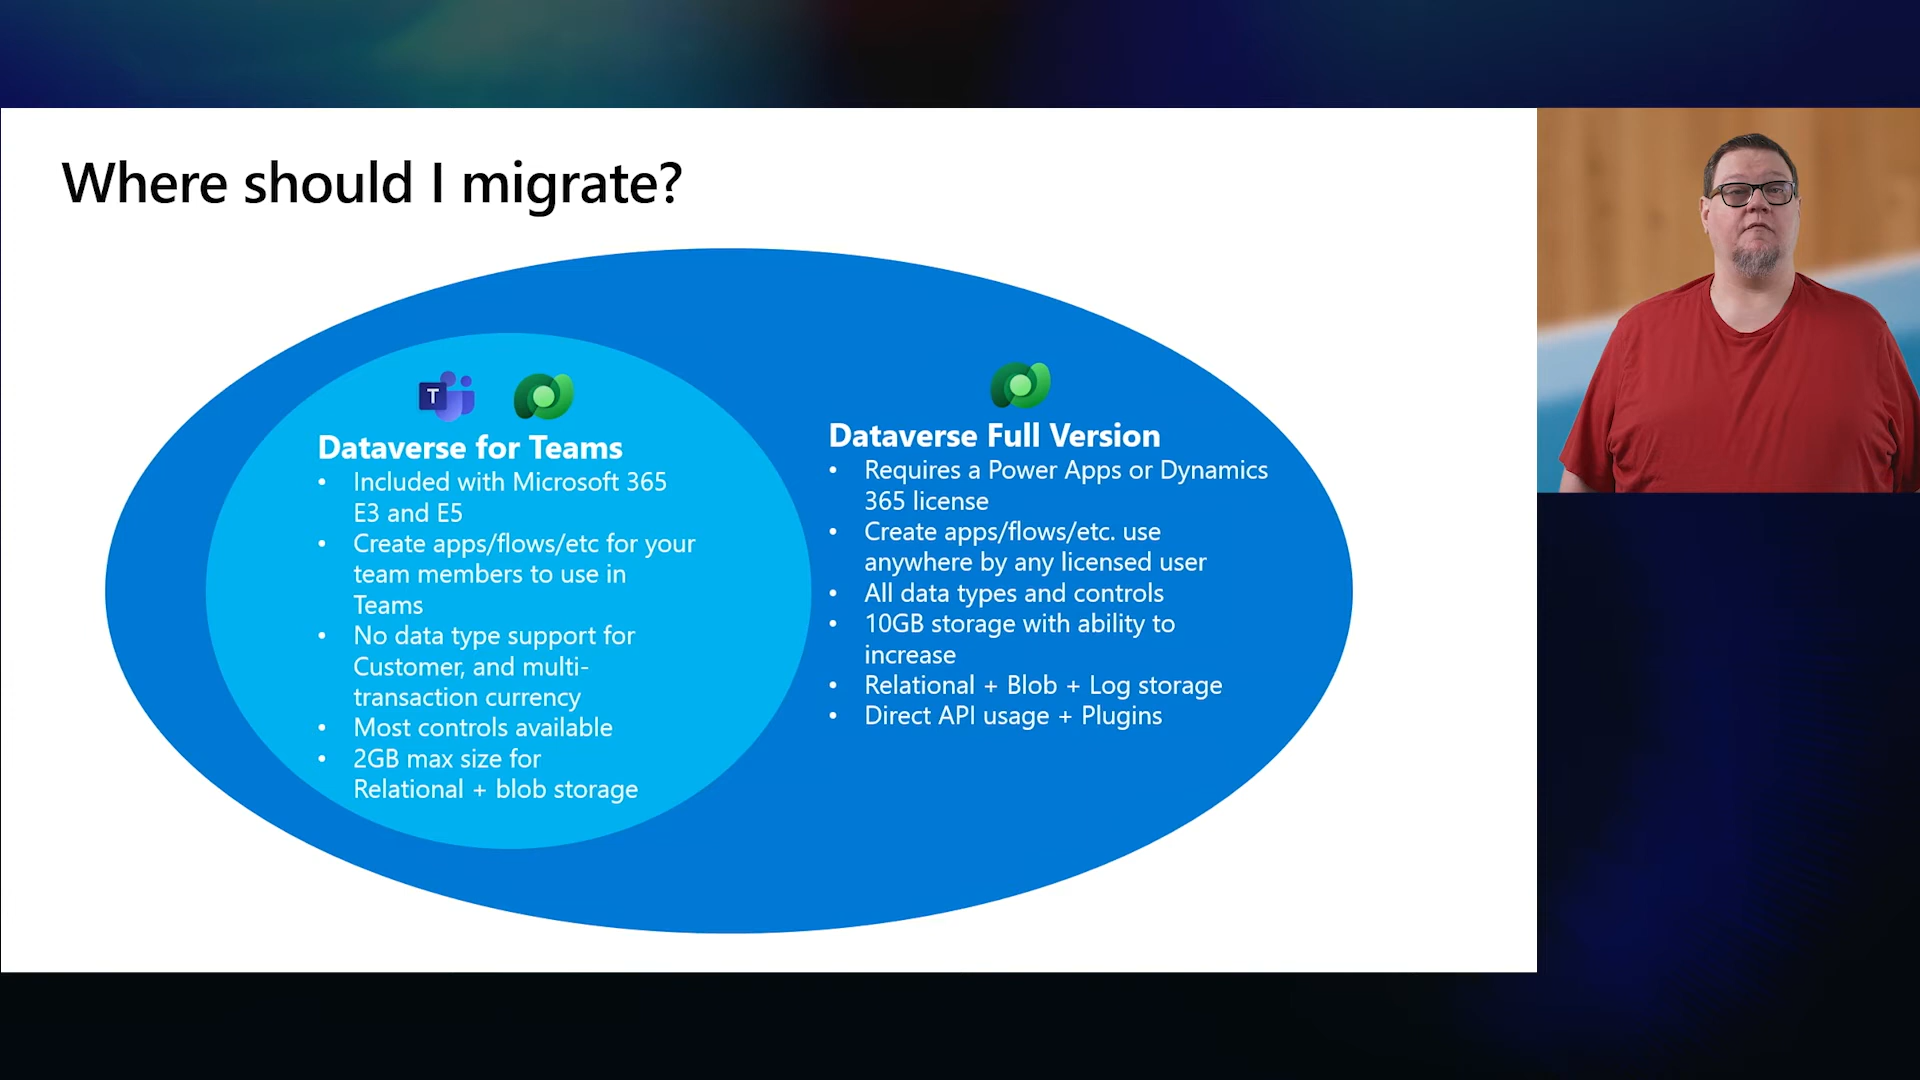 Where should I migrate?
T
Dataverse for Teams
• Included with Microsoft 365
E3 and E5
• Create apps/flows/etc for your
team members to use in
Teams
• No data type support for
Customer, and multi-
transaction currency
• Most controls available
• 2GB max size for
Relational + blob storage
Dataverse Full Version
• Requires a Power Apps or Dynamics
365 license
• Create apps/flows/etc. use
anywhere by any licensed user
• All data types and controls
• 10GB storage with ability to
increase
• Relational + Blob + Log storage
• Direct API usage + Plugins